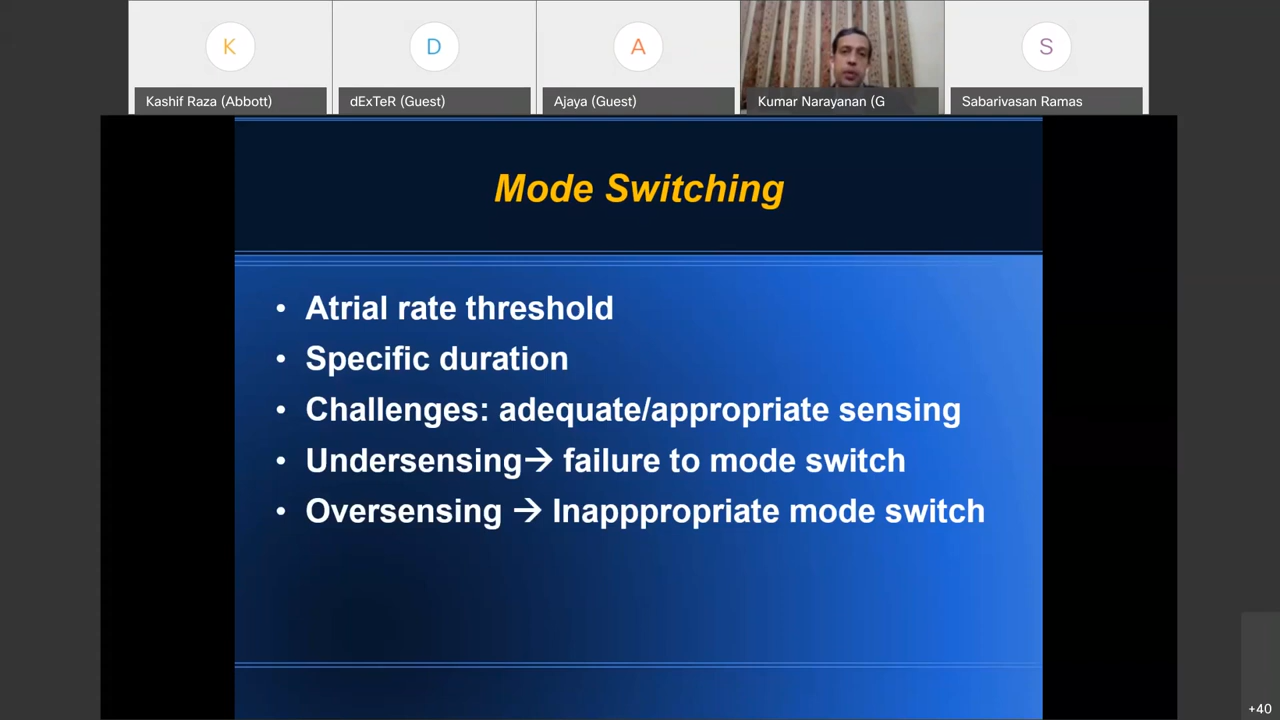 K
D
A
S
Kashif Raza (Abbott)
dExTeR (Guest)
Ajaya (Guest)
Kumar Narayanan (G
Sabarivasan Ramas
Mode Switching
• Atrial rate threshold
• Specific duration
• Challenges: adequate/appropriate sensing
• Undersensing→ failure to mode switch
• Oversensing → Inapppropriate mode switch
+40